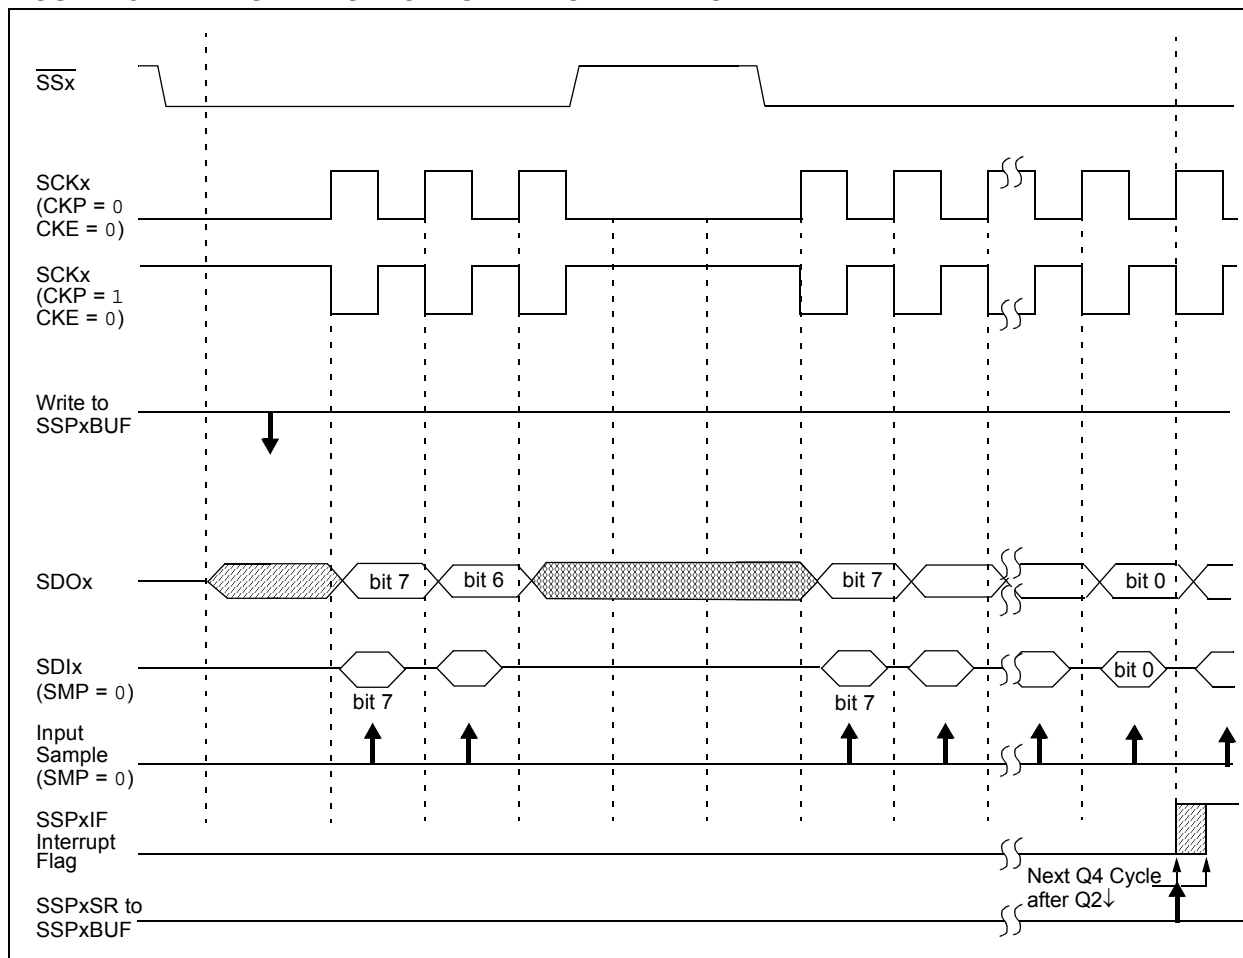 SSx
SCKx
(CKP = 0
CKE = 0)
SCKx
(CKP = 1
CKE = 0)
Write to
SSPxBUF
SDOx
bit 7
bit 6
bit 7
bit 0
SDIx
(SMP = 0)
bit 7
bit 7
bit 0
Input
Sample
(SMP = 0)
SSPxIF
Interrupt
Flag
Next Q4 Cycle
after Q2↓
SSPxSR to
SSPxBUF